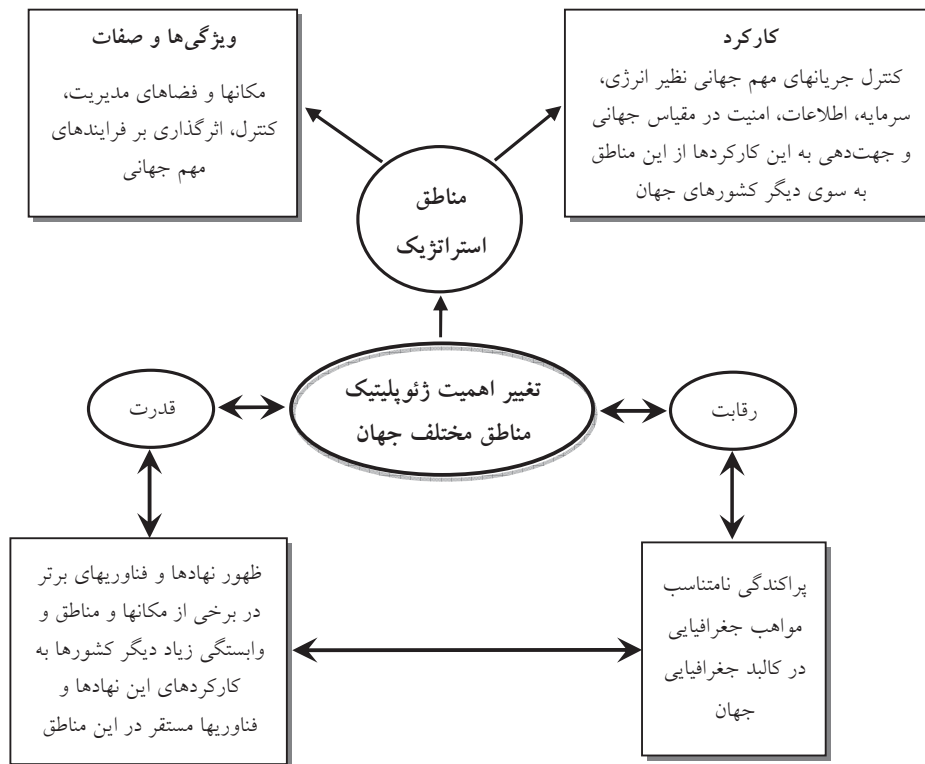 کارکرد
کنترل جریانهای مهم جهانی نظیر انرژی،
سرمایه، اطلاعات، امنیت در مقیاس جهانی
و جهت‌دهی به این کارکردها از این مناطق
به سوی دیگر کشورهای جهان
ویژگی‌ها و صفات
مکانها و فضاهای مدیریت،
کنترل، اثرگذاری بر فرایندهای
مهم جهانی
مناطق
استراتژیک
تغییر اهمیت ژئوپلیتیک
مناطق مختلف جهان
رقابت
قدرت
پراکندگی نامتناسب
مواهب جغرافیایی
در کالبد جغرافیایی
جهان
ظهور نهادها و فناوریهای برتر
در برخی از مکانها و مناطق و
وابستگی زیاد دیگر کشورها به
کارکردهای این نهادها و
فناوریها مستقر در این مناطق